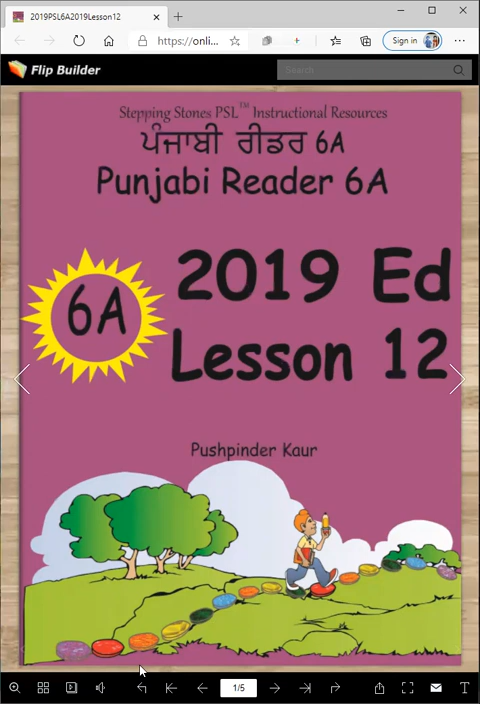 2019PSL6A2019Lesson12
https://onli...
Sign in
Flip Builder
Search
Stepping Stones PSL™ Instructional Resources
ਪੰਜਾਬੀ ਰੀਡਰ 6A
Punjabi Reader 6A
6A
2019 Ed
Lesson 12
Pushpinder Kaur
1/5